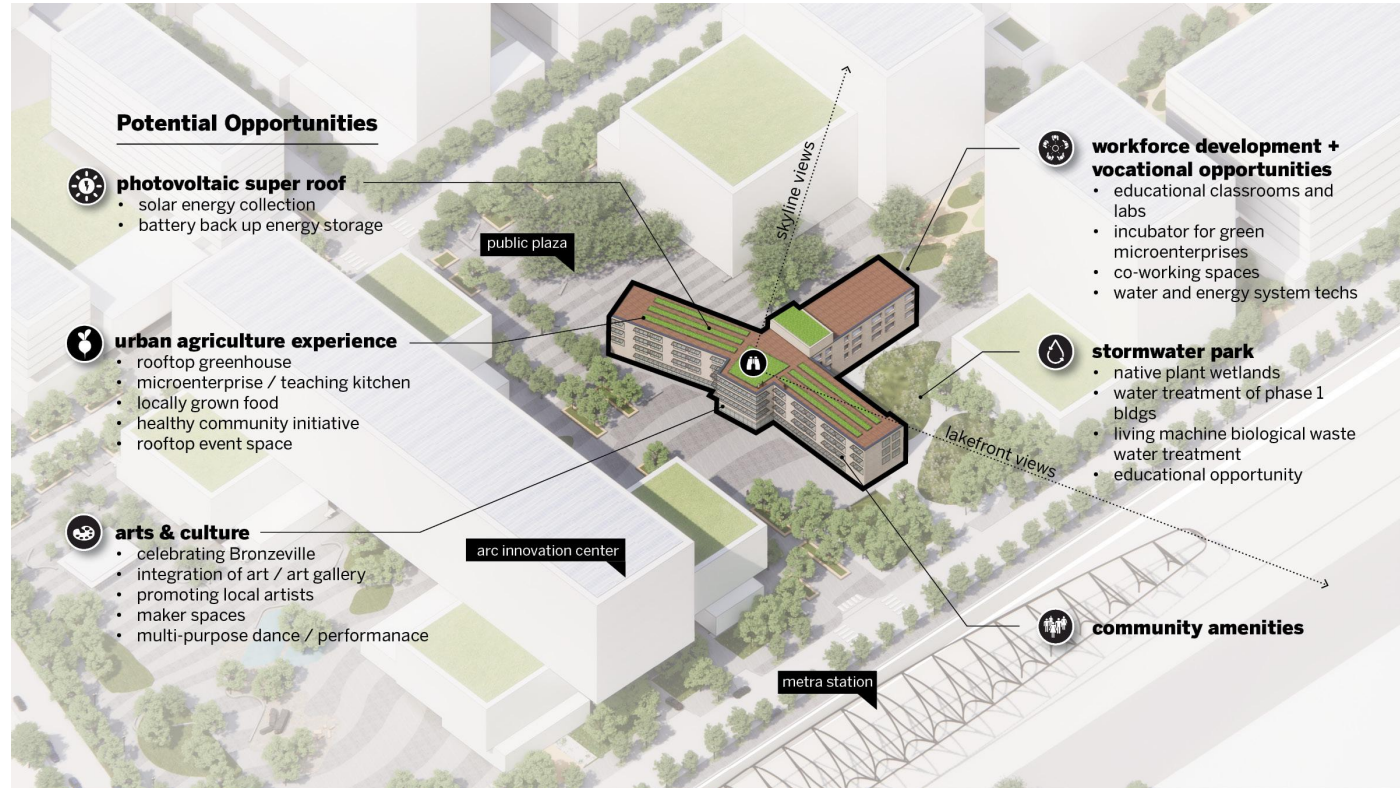 Potential Opportunities
photovoltaic super roof
• solar energy collection
• battery back up energy storage
urban agriculture experience
• rooftop greenhouse
• microenterprise / teaching kitchen
• locally grown food
• healthy community initiative
• rooftop event space
arts & culture
• celebrating Bronzeville
• integration of art / art gallery
• promoting local artists
• maker spaces
• multi-purpose dance / performanace
public plaza
skyline views
lakefront views
arc innovation center
metra station
workforce development +
vocational opportunities
• educational classrooms and
labs
• incubator for green
microenterprises
• co-working spaces
• water and energy system techs
stormwater park
• native plant wetlands
• water treatment of phase 1
bldgs
• living machine biological waste
water treatment
• educational opportunity
community amenities